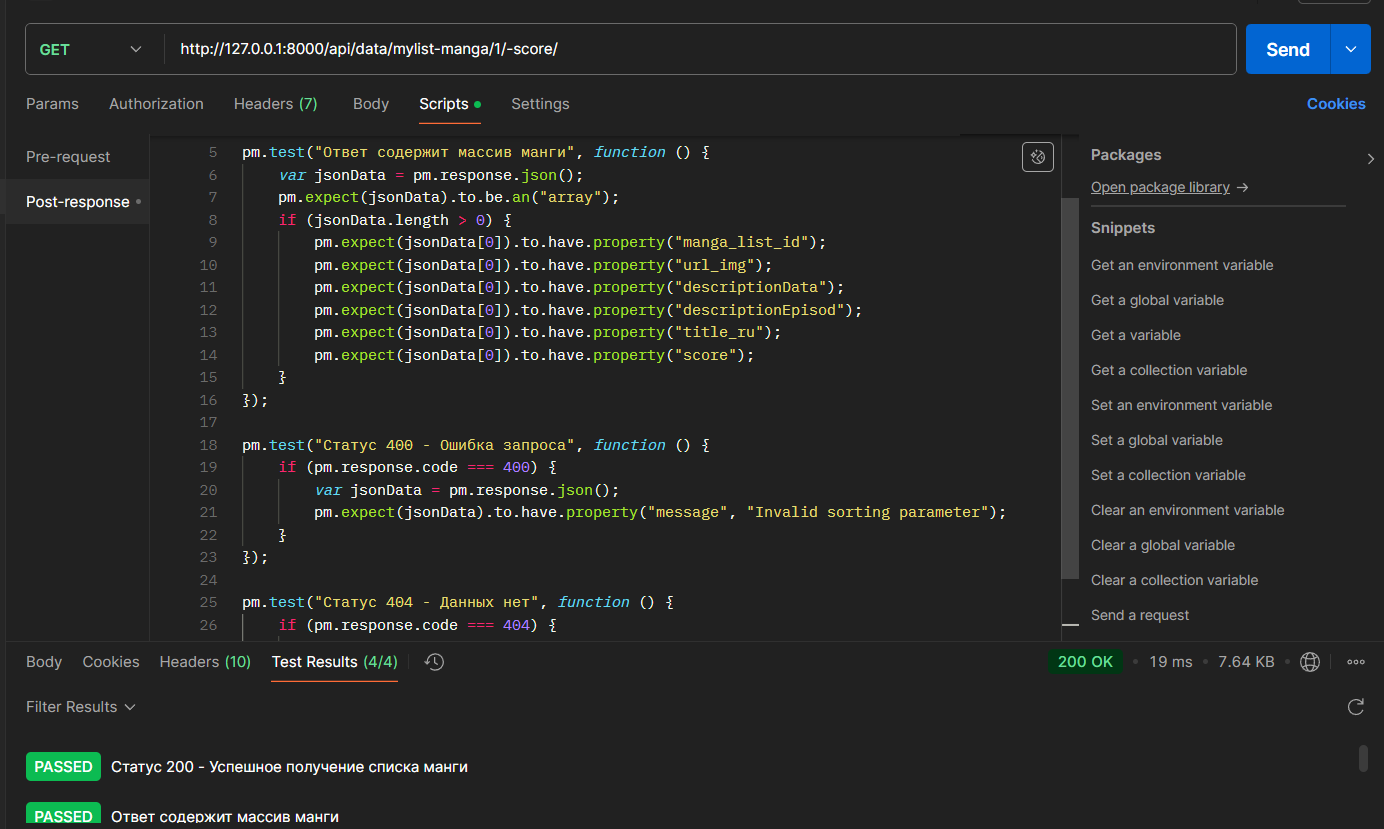 GET
http://127.0.0.1:8000/api/data/mylist-manga/1/-score/
Send
Params Authorization Headers (7) Body Scripts Settings Cookies
Pre-request
Post-response
5 pm.test("Ответ содержит массив манги", function () {
6 var jsonData = pm.response.json();
7 pm.expect(jsonData).to.be.an("array");
8 if (jsonData.length > 0) {
9 pm.expect(jsonData[0]).to.have.property("manga_list_id");
10 pm.expect(jsonData[0]).to.have.property("url_img");
11 pm.expect(jsonData[0]).to.have.property("descriptionData");
12 pm.expect(jsonData[0]).to.have.property("descriptionEpisod");
13 pm.expect(jsonData[0]).to.have.property("title_ru");
14 pm.expect(jsonData[0]).to.have.property("score");
15 }
16 });
17
18 pm.test("Статус 400 - Ошибка запроса", function () {
19 if (pm.response.code === 400) {
20 var jsonData = pm.response.json();
21 pm.expect(jsonData).to.have.property("message", "Invalid sorting parameter");
22 }
23 });
24
25 pm.test("Статус 404 - Данных нет", function () {
26 if (pm.response.code === 404) {
Packages
Open package library →
Snippets
Get an environment variable
Get a global variable
Get a variable
Get a collection variable
Set an environment variable
Set a global variable
Set a collection variable
Clear an environment variable
Clear a global variable
Clear a collection variable
Send a request
Body Cookies Headers (10) Test Results (4/4) 200 OK • 19 ms • 7.64 KB •
Filter Results
PASSED Статус 200 - Успешное получение списка манги
PASSED Ответ содержит массив манги